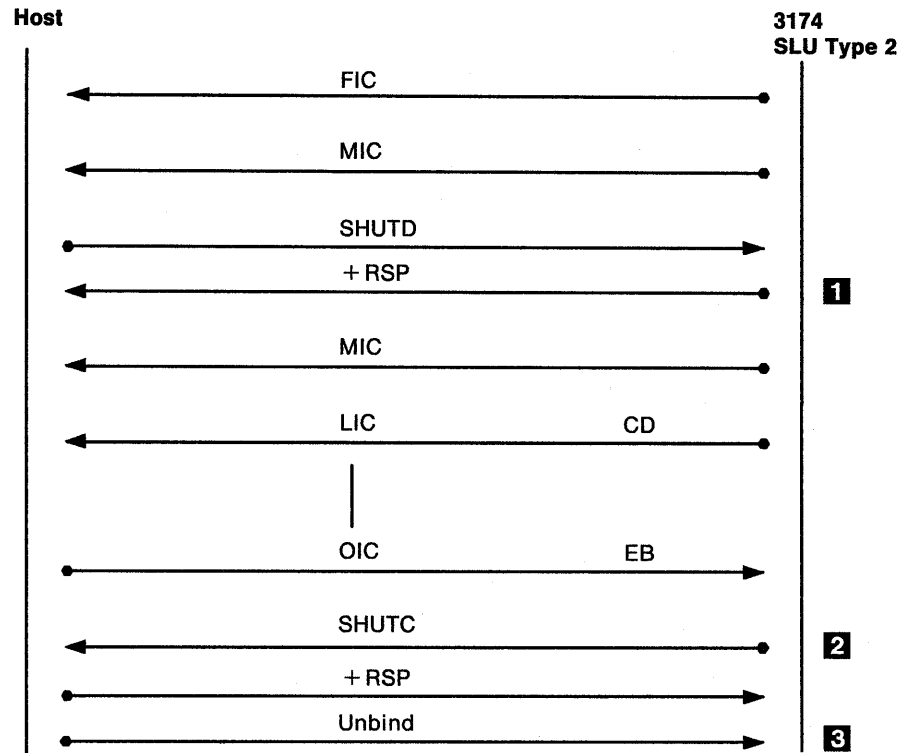 Host
3174
SLU Type 2
FIC
MIC
SHUTD
+ RSP
1
MIC
LIC CD
OIC EB
SHUTC
2
+ RSP
Unbind
3